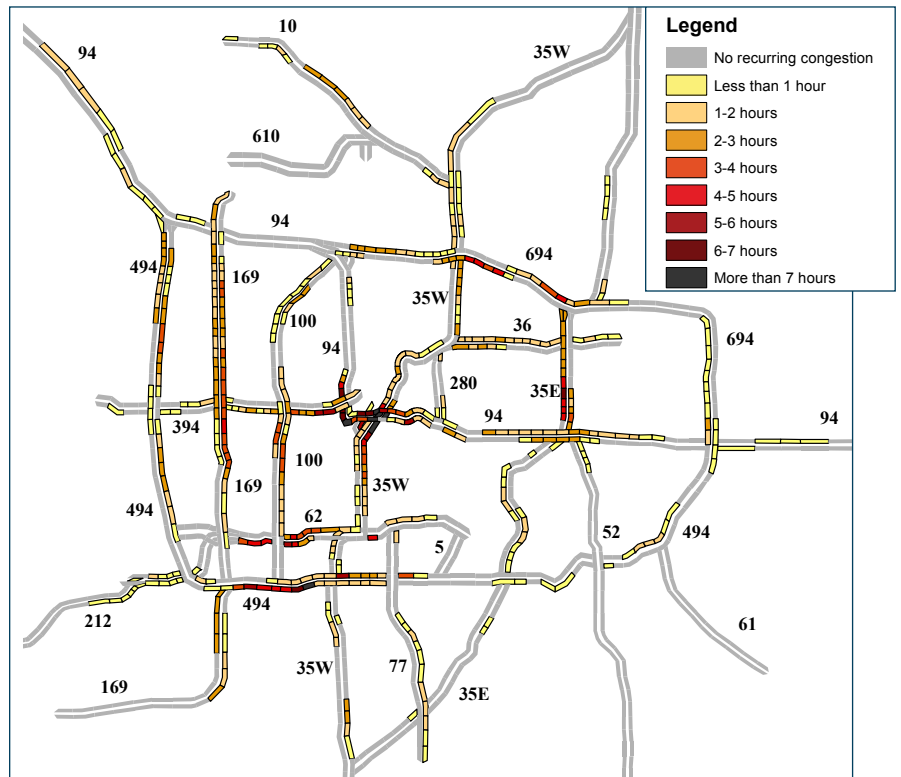 10
94
35W
Legend
No recurring congestion
Less than 1 hour
1-2 hours
2-3 hours
3-4 hours
4-5 hours
5-6 hours
6-7 hours
More than 7 hours
610
94
694
494
169
35W
100
36
94
694
280
35E
394
94
94
100
169
35W
494
62
52
494
5
494
212
61
35W
77
35E
169